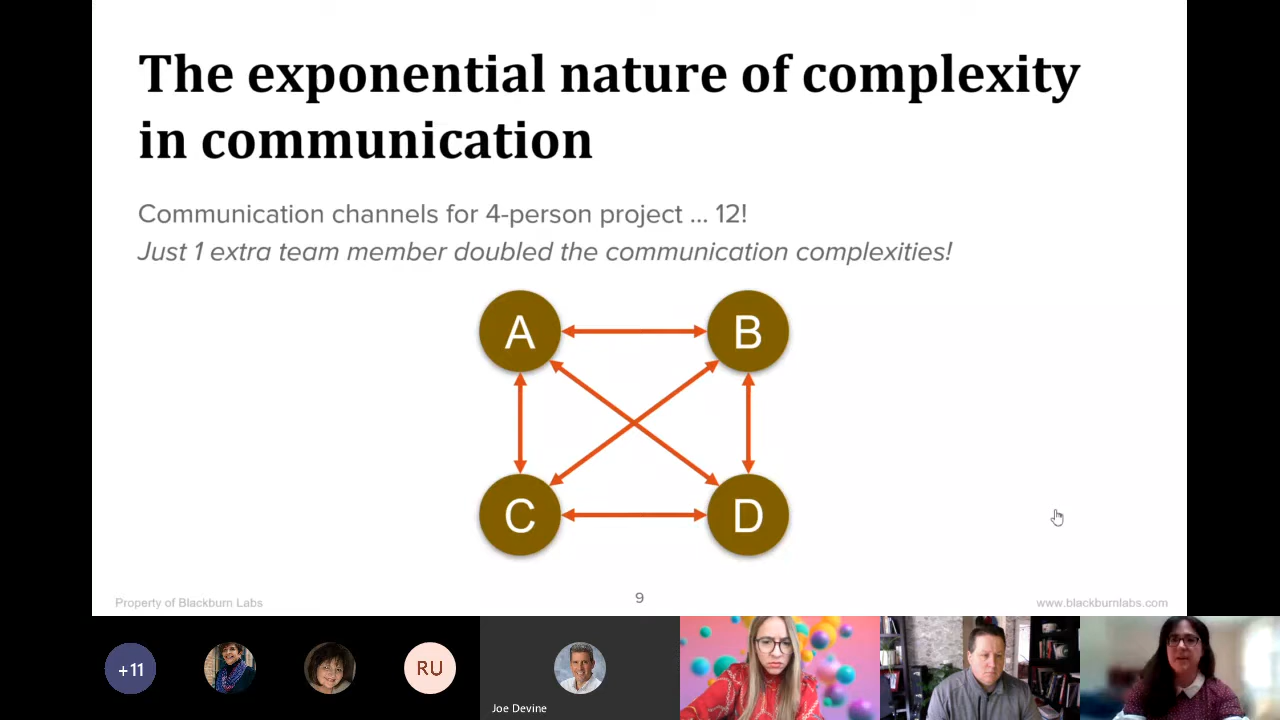 The exponential nature of complexity
in communication
Communication channels for 4-person project ... 12!
Just 1 extra team member doubled the communication complexities!
A
B
C
D
Property of Blackburn Labs
9
www.blackburnlabs.com
+11
RU
Joe Devine